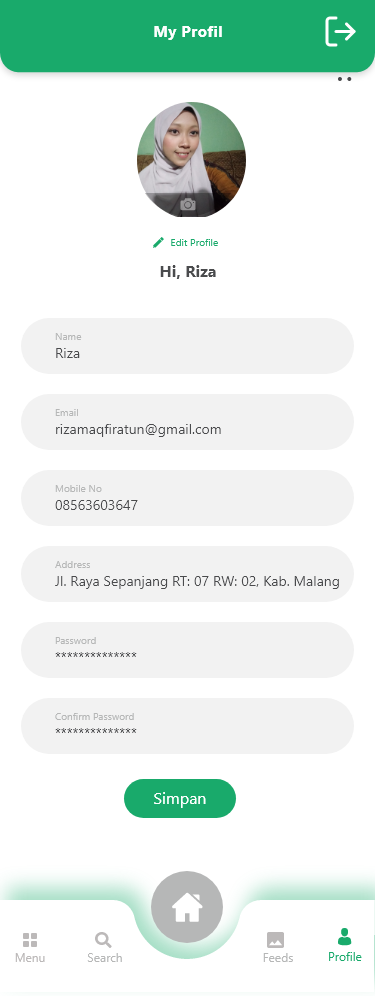 My Profil
Edit Profile
Hi, Riza
Name
Riza
Email
rizamaqfiratun@gmail.com
Mobile No
08563603647
Address
Jl. Raya Sepanjang RT: 07 RW: 02, Kab. Malang
Password
**************
Confirm Password
**************
Simpan
Menu
Search
Feeds
Profile